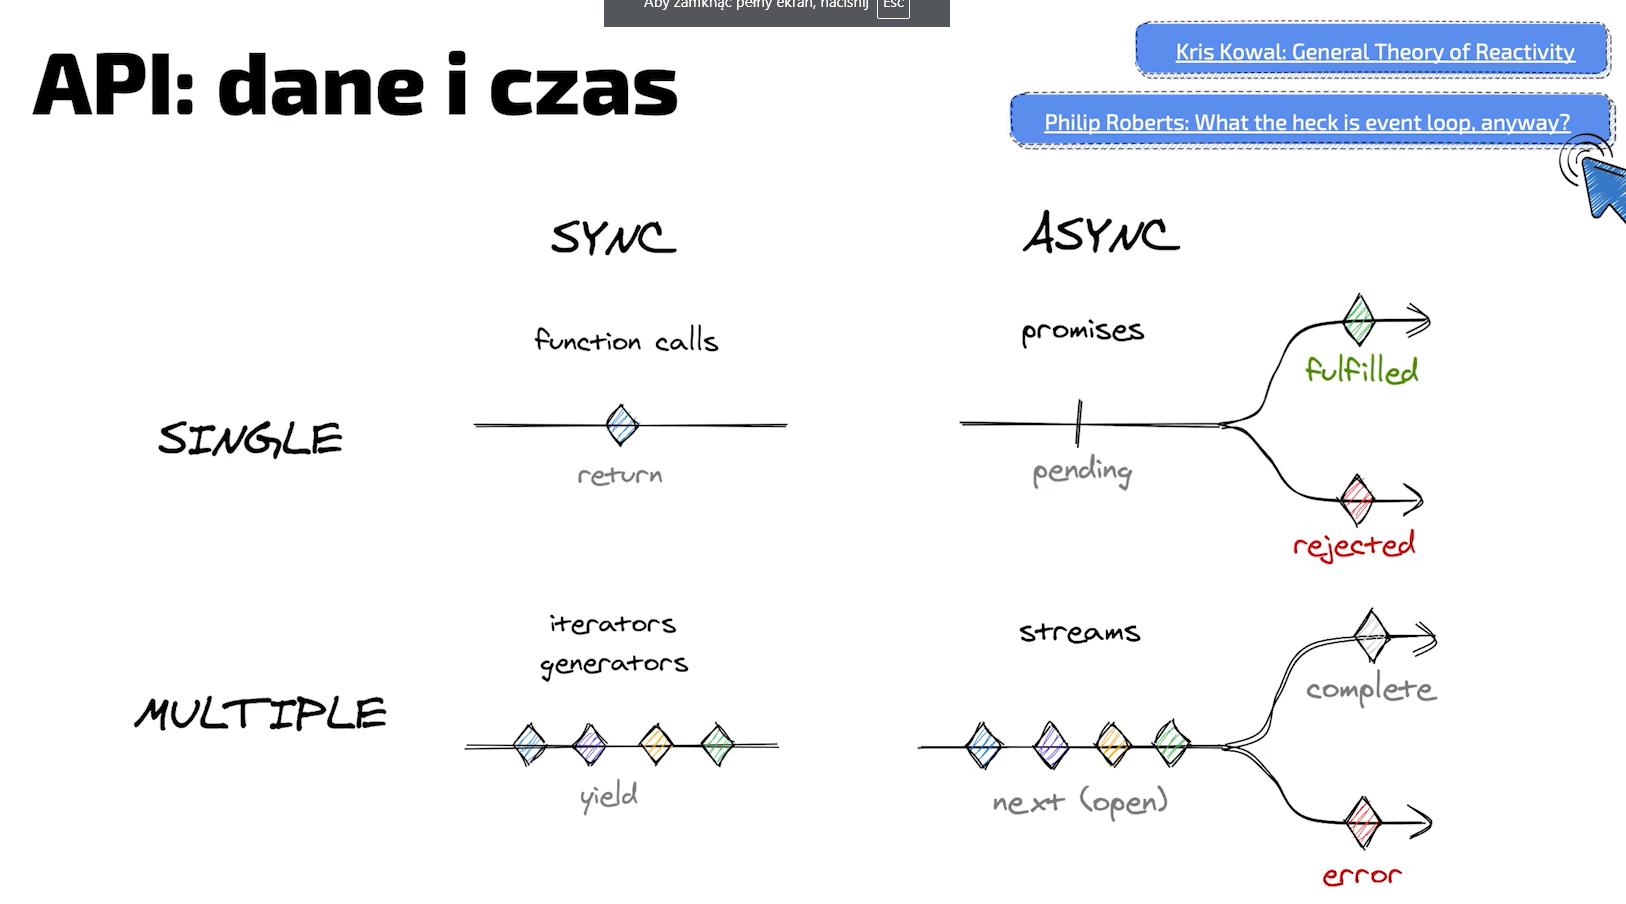 Aby zamknąć pełny ekran, naciśnij Esc
API: dane i czas
Kris Kowal: General Theory of Reactivity
Philip Roberts: What the heck is event loop, anyway?
SYNC
ASYNC
function calls
promises
fulfilled
SINGLE
return
pending
rejected
iterators
generators
streams
complete
MULTIPLE
yield
next (open)
error